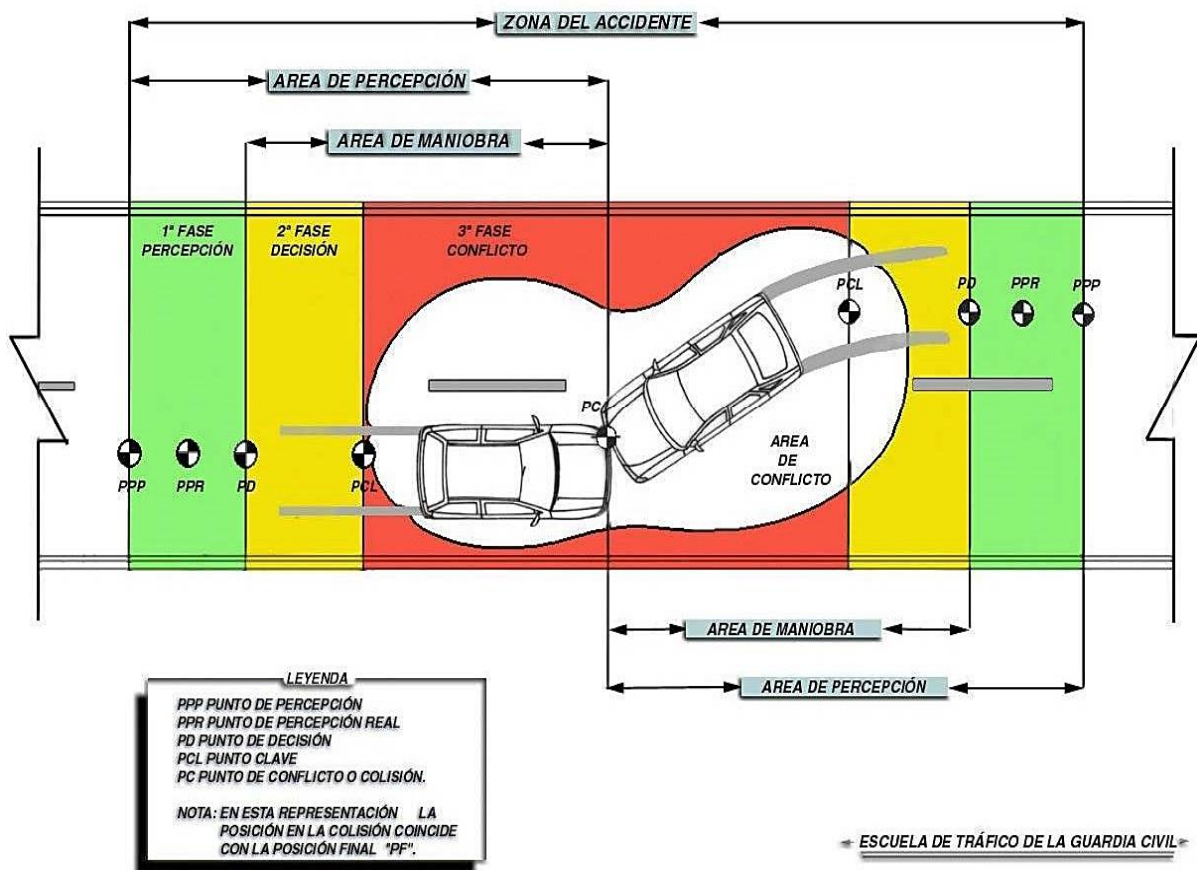 ZONA DEL ACCIDENTE
AREA DE PERCEPCIÓN
AREA DE MANIOBRA
1ª FASE
PERCEPCIÓN
2ª FASE
DECISIÓN
3ª FASE
CONFLICTO
PCL
PD
PPR
PPP
PC
AREA
DE
CONFLICTO
PPP
PPR
PD
PCL
AREA DE MANIOBRA
AREA DE PERCEPCIÓN
LEYENDA
PPP PUNTO DE PERCEPCIÓN
PPR PUNTO DE PERCEPCIÓN REAL
PD PUNTO DE DECISIÓN
PCL PUNTO CLAVE
PC PUNTO DE CONFLICTO O COLISIÓN.
NOTA: EN ESTA REPRESENTACIÓN LA
POSICIÓN EN LA COLISIÓN COINCIDE
CON LA POSICIÓN FINAL "PF".
ESCUELA DE TRÁFICO DE LA GUARDIA CIVIL